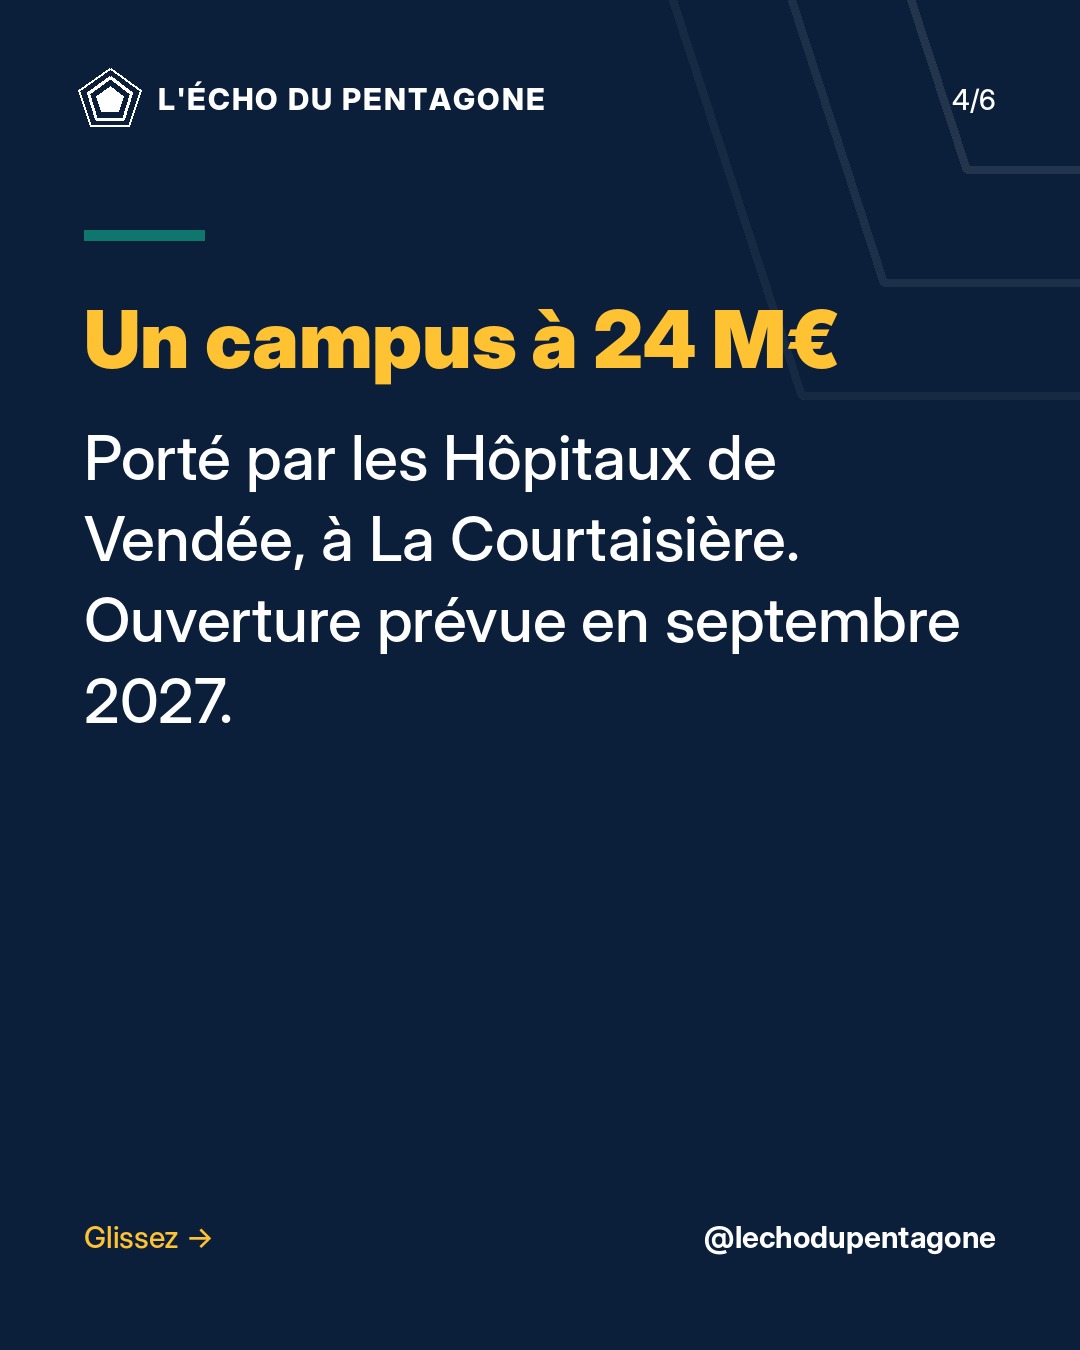 L'ÉCHO DU PENTAGONE
4/6
Un campus à 24 M€
Porté par les Hôpitaux de
Vendée, à La Courtaisière.
Ouverture prévue en septembre
2027.
Glissez →
@lechodupentagone